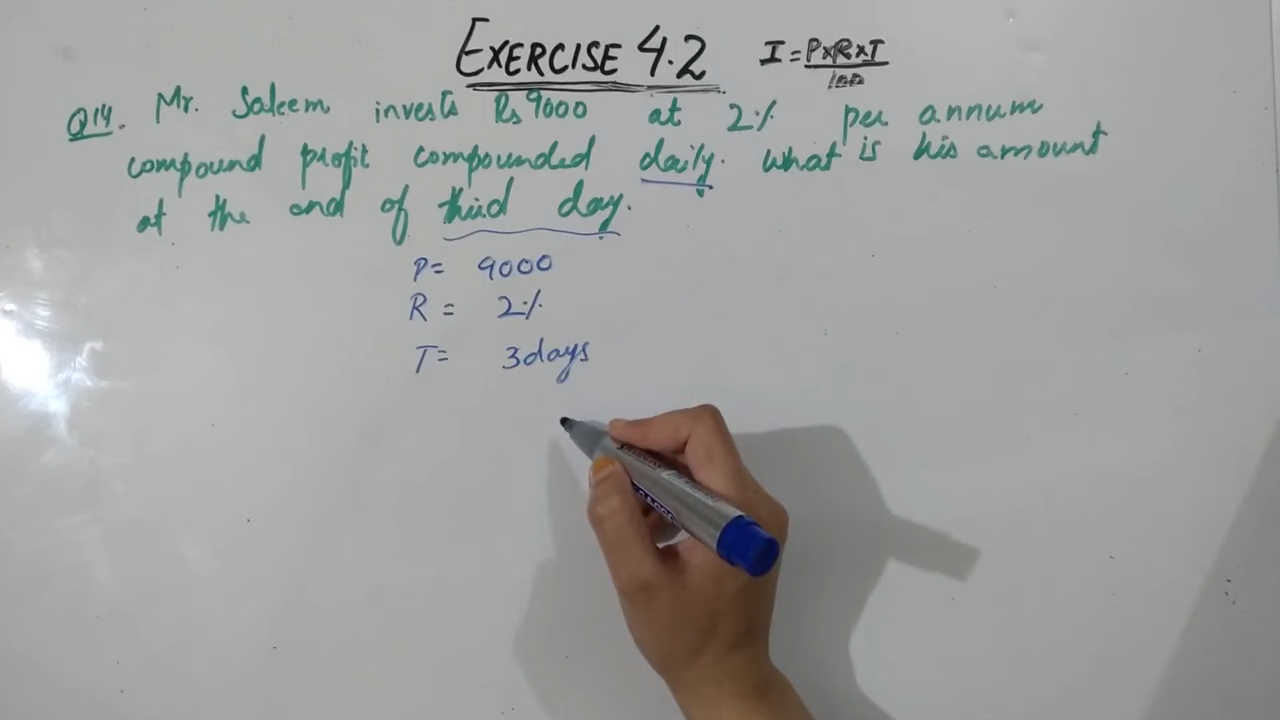 EXERCISE 4.2
I = P×R×T
100
Q14. Mr. Saleem invests Rs 9000 at 2% per annum
compound profit compounded daily. what is his amount
at the end of third day.
P= 9000
R = 2%
T= 3days